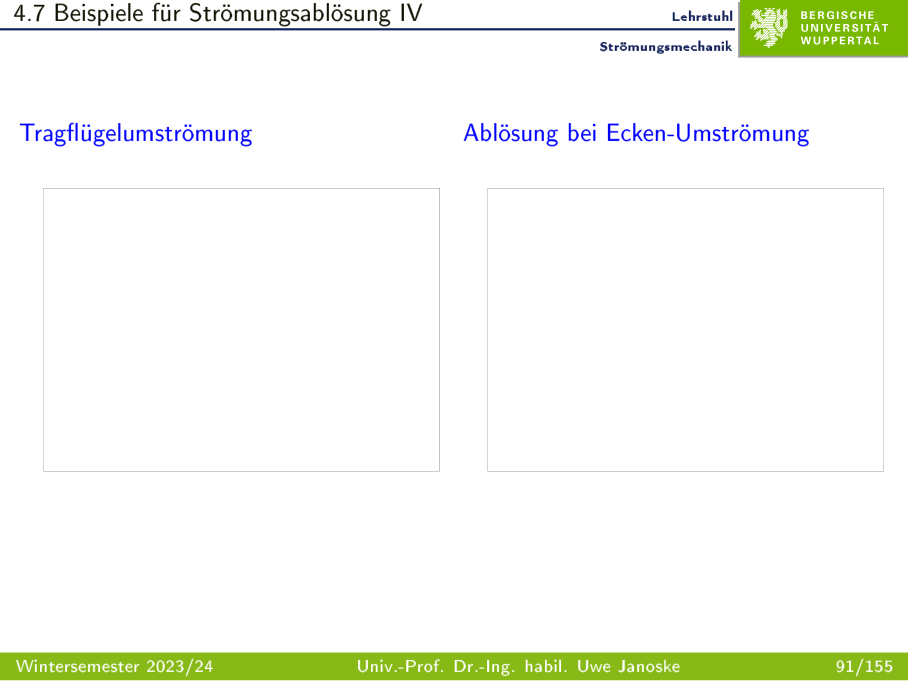 4.7 Beispiele für Strömungsablösung IV
Lehrstuhl
Strömungsmechanik
BERGISCHE
UNIVERSITÄT
WUPPERTAL
Tragflügelumströmung
Ablösung bei Ecken-Umströmung
Wintersemester 2023/24
Univ.-Prof. Dr.-Ing. habil. Uwe Janoske
91/155